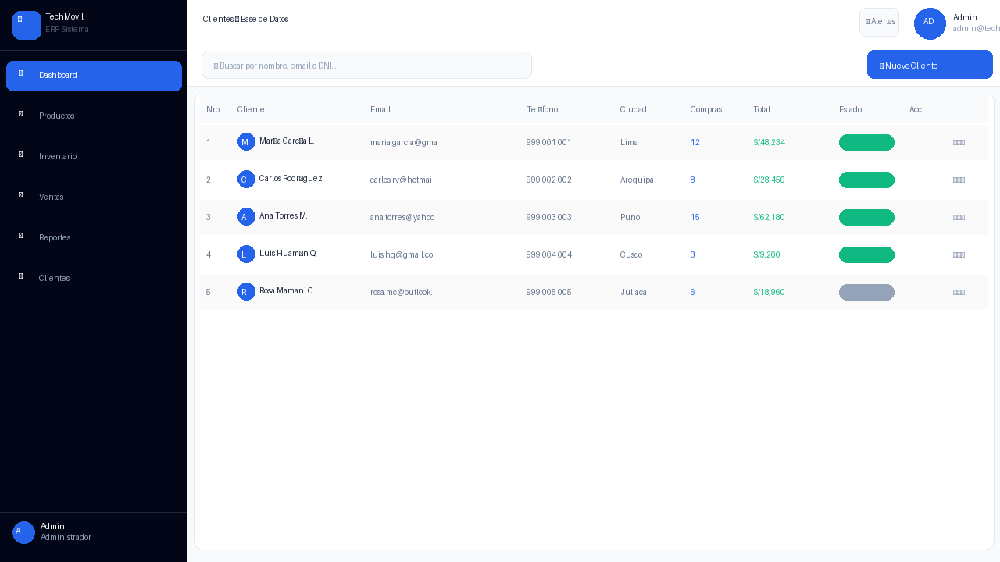 TechMovil
ERP Sistema
Dashboard
Productos
Inventario
Ventas
Reportes
Clientes
Admin
Administrador
A
Clientes □ Base de Datos
□ Alertas
AD
Admin
admin@tech
□ Buscar por nombre, email o DNI...
□ Nuevo Cliente
Nro Cliente Email Tel□fono Ciudad Compras Total Estado Acc
1 M Mar□a Garc□a L. maria.garcia@gma 999 001 001 Lima 12 S/48,234 □□□
2 C Carlos Rodr□guez carlos.rv@hotmai 999 002 002 Arequipa 8 S/28,450 □□□
3 A Ana Torres M. ana.torres@yahoo 999 003 003 Puno 15 S/62,180 □□□
4 L Luis Huam□n Q. luis.hq@gmail.co 999 004 004 Cusco 3 S/9,200 □□□
5 R Rosa Mamani C. rosa.mc@outlook. 999 005 005 Juliaca 6 S/18,960 □□□